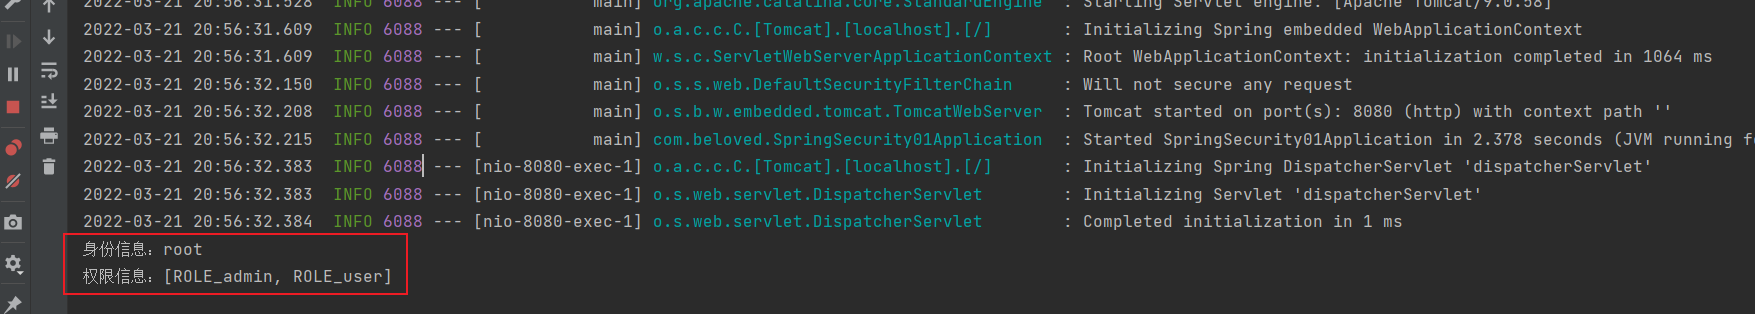 2022-03-21 20:56:31.528  INFO 6088 --- [           main] org.apache.catalina.core.StandardEngine  : Starting Servlet engine: [Apache Tomcat/9.0.58]
2022-03-21 20:56:31.609  INFO 6088 --- [           main] o.a.c.c.C.[Tomcat].[localhost].[/]       : Initializing Spring embedded WebApplicationContext
2022-03-21 20:56:31.609  INFO 6088 --- [           main] w.s.c.ServletWebServerApplicationContext : Root WebApplicationContext: initialization completed in 1064 ms
2022-03-21 20:56:32.150  INFO 6088 --- [           main] o.s.s.web.DefaultSecurityFilterChain     : Will not secure any request
2022-03-21 20:56:32.208  INFO 6088 --- [           main] o.s.b.w.embedded.tomcat.TomcatWebServer  : Tomcat started on port(s): 8080 (http) with context path ''
2022-03-21 20:56:32.215  INFO 6088 --- [           main] com.beloved.SpringSecurity01Application  : Started SpringSecurity01Application in 2.378 seconds (JVM running
2022-03-21 20:56:32.383  INFO 6088 --- [nio-8080-exec-1] o.a.c.c.C.[Tomcat].[localhost].[/]       : Initializing Spring DispatcherServlet 'dispatcherServlet'
2022-03-21 20:56:32.383  INFO 6088 --- [nio-8080-exec-1] o.s.web.servlet.DispatcherServlet        : Initializing Servlet 'dispatcherServlet'
2022-03-21 20:56:32.384  INFO 6088 --- [nio-8080-exec-1] o.s.web.servlet.DispatcherServlet        : Completed initialization in 1 ms
身份信息：root
权限信息：[ROLE_admin, ROLE_user]